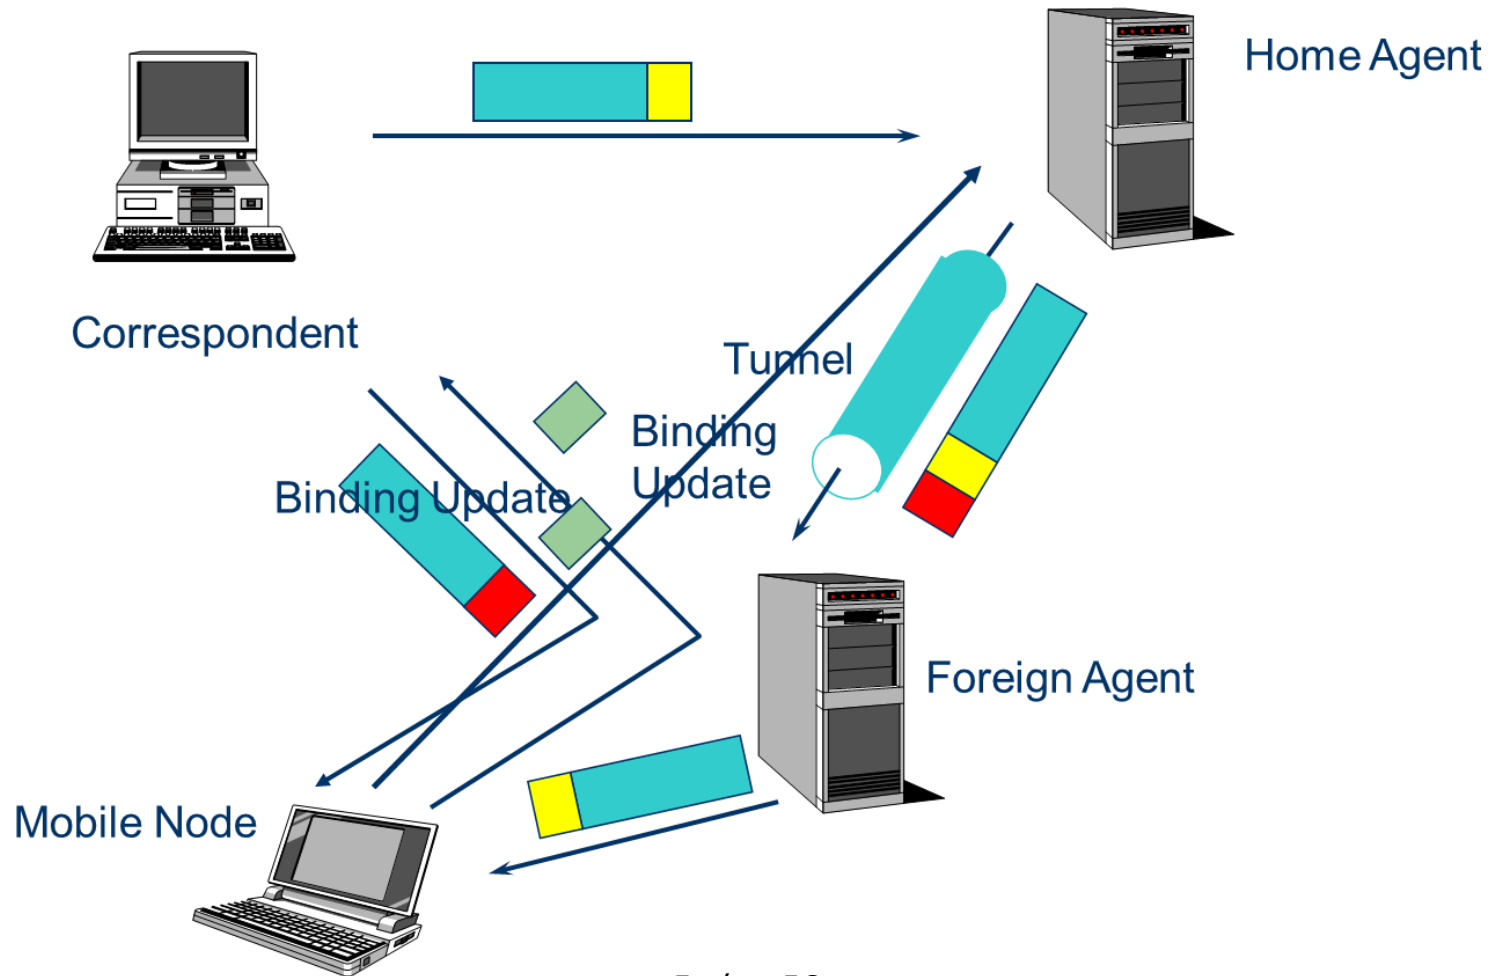 Home Agent
Correspondent
Tunnel
Binding
Update
Binding Update
Foreign Agent
Mobile Node